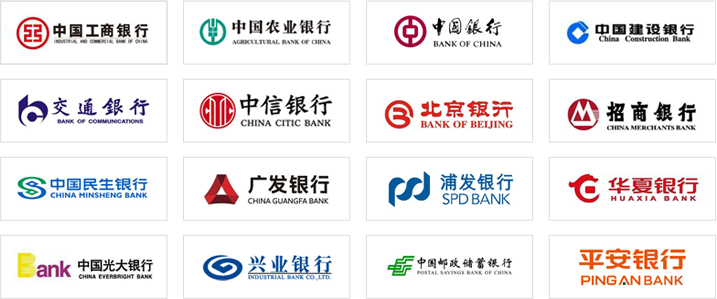 中国工商银行
INDUSTRIAL AND COMMERCIAL BANK OF CHINA
中国农业银行
AGRICULTURAL BANK OF CHINA
中国银行
BANK OF CHINA
中国建设银行
China Construction Bank
交通銀行
BANK OF COMMUNICATIONS
中信银行
CHINA CITIC BANK
北京银行
BANK OF BEIJING
招商银行
CHINA MERCHANTS BANK
中国民生银行
CHINA MINSHENG BANK
广发银行
CHINA GUANGFA BANK
浦发银行
SPD BANK
华夏银行
HUAXIA BANK
Bank
中国光大银行
CHINA EVERBRIGHT BANK
兴业银行
INDUSTRIAL BANK CO.,LTD.
中国邮政储蓄银行
POSTAL SAVINGS BANK OF CHINA
平安银行
PING AN BANK